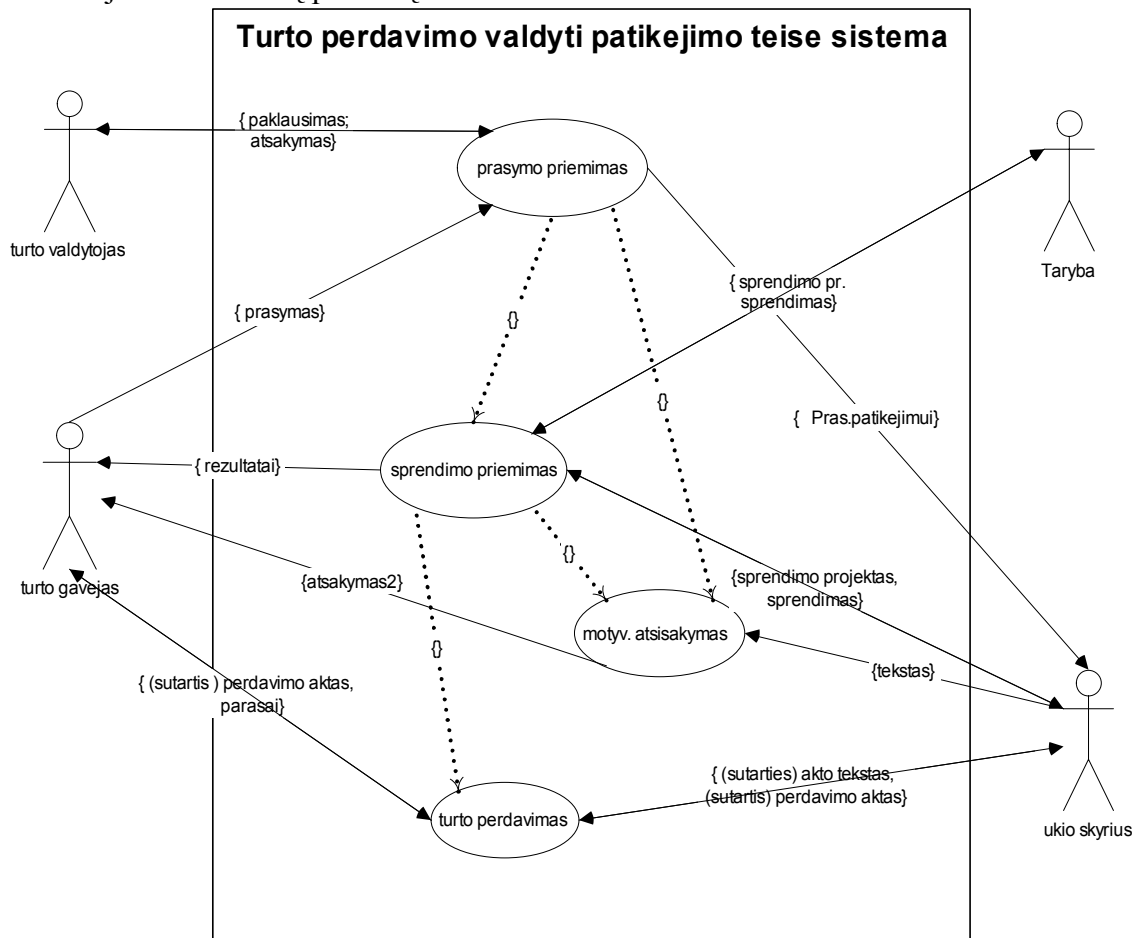 Turto perdavimo valdyti patikejimo teise sistema
{ paklausimas;
atsakymas}
prasymo priemimas
turto valdytojas
Taryba
{ sprendimo pr.
sprendimas}
{ prasymas}
{}
{}
{ Pras.patikejimui}
{ rezultatai}
sprendimo priemimas
{}
turto gavejas
{atsakymas2}
{sprendimo projektas,
sprendimas}
motyv. atsisakymas
{}
{tekstas}
{ (sutartis ) perdavimo aktas,
parasai}
{ (sutarties) akto tekstas,
(sutartis) perdavimo aktas}
turto perdavimas
ukio skyrius